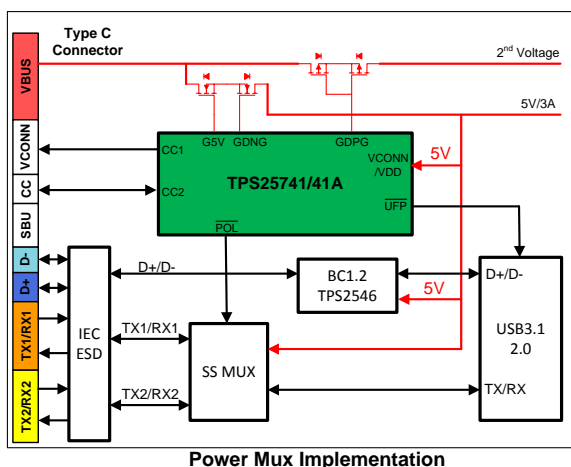 Type C
Connector
2nd Voltage
5V/3A
VBUS
VCONN
CC
SBU
D-
D+
TX1/RX1
TX2/RX2
G5V
GDNG
GDPG
CC1
CC2
VCONN
/VDD
TPS25741/41A
UFP
POL
5V
D+/D-
BC1.2
TPS2546
5V
D+/D-
IEC
ESD
TX1/RX1
TX2/RX2
SS MUX
USB3.1
2.0
TX/RX
Power Mux Implementation